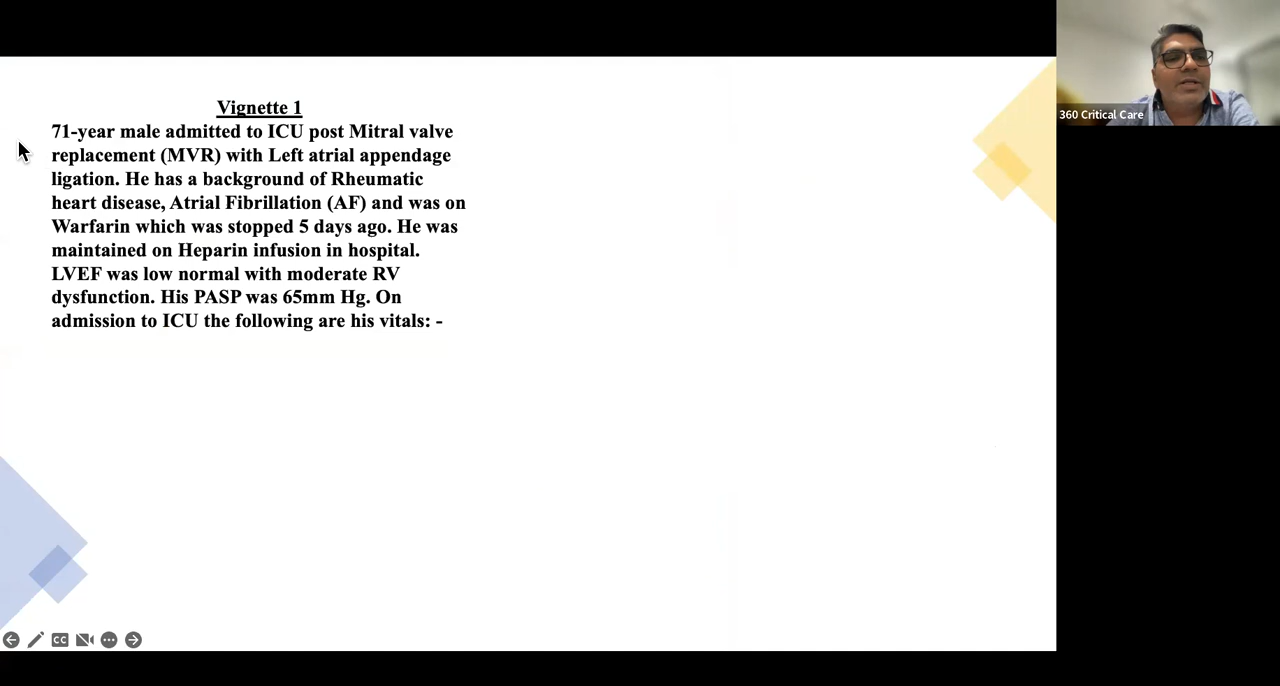 Vignette 1
71-year male admitted to ICU post Mitral valve
replacement (MVR) with Left atrial appendage
ligation. He has a background of Rheumatic
heart disease, Atrial Fibrillation (AF) and was on
Warfarin which was stopped 5 days ago. He was
maintained on Heparin infusion in hospital.
LVEF was low normal with moderate RV
dysfunction. His PASP was 65mm Hg. On
admission to ICU the following are his vitals: -
360 Critical Care
CC